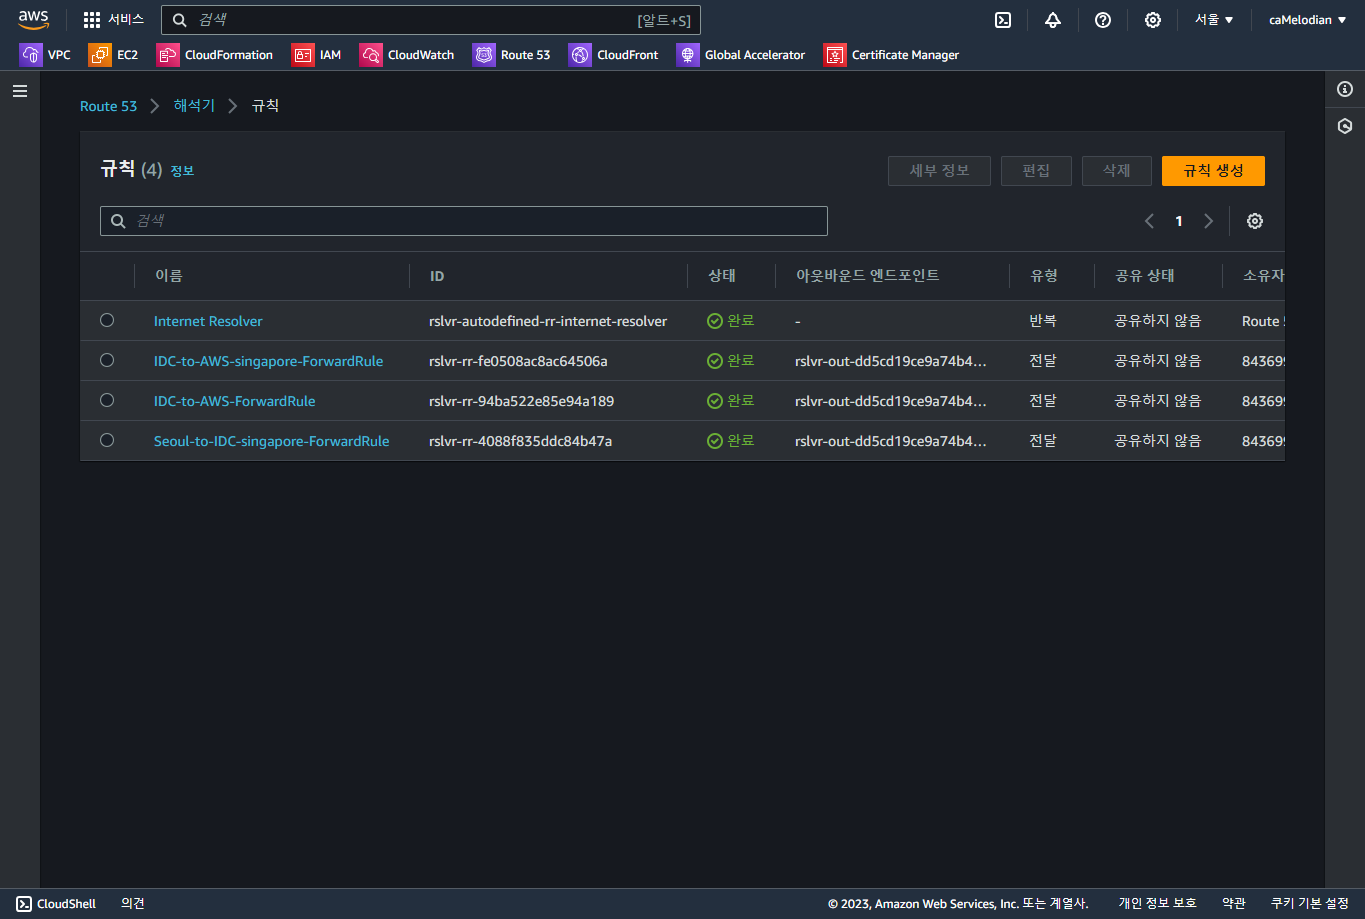 aws 서비스 검색 [알트+S] 서울 ▼ caMelodian ▼
VPC EC2 CloudFormation IAM CloudWatch Route 53 CloudFront Global Accelerator Certificate Manager
Route 53 > 해석기 > 규칙
규칙 (4) 정보 세부 정보 편집 삭제 규칙 생성
검색 < 1 >
이름 ID 상태 아웃바운드 엔드포인트 유형 공유 상태 소유자
Internet Resolver rslvr-autodefined-rr-internet-resolver 완료 - 반복 공유하지 않음 Route
IDC-to-AWS-singapore-ForwardRule rslvr-rr-fe0508ac8ac64506a 완료 rslvr-out-dd5cd19ce9a74b4... 전달 공유하지 않음 84369
IDC-to-AWS-ForwardRule rslvr-rr-94ba522e85e94a189 완료 rslvr-out-dd5cd19ce9a74b4... 전달 공유하지 않음 84369
Seoul-to-IDC-singapore-ForwardRule rslvr-rr-4088f835ddc84b47a 완료 rslvr-out-dd5cd19ce9a74b4... 전달 공유하지 않음 84369
CloudShell 의견 © 2023, Amazon Web Services, Inc. 또는 계열사. 개인 정보 보호 약관 쿠키 기본 설정